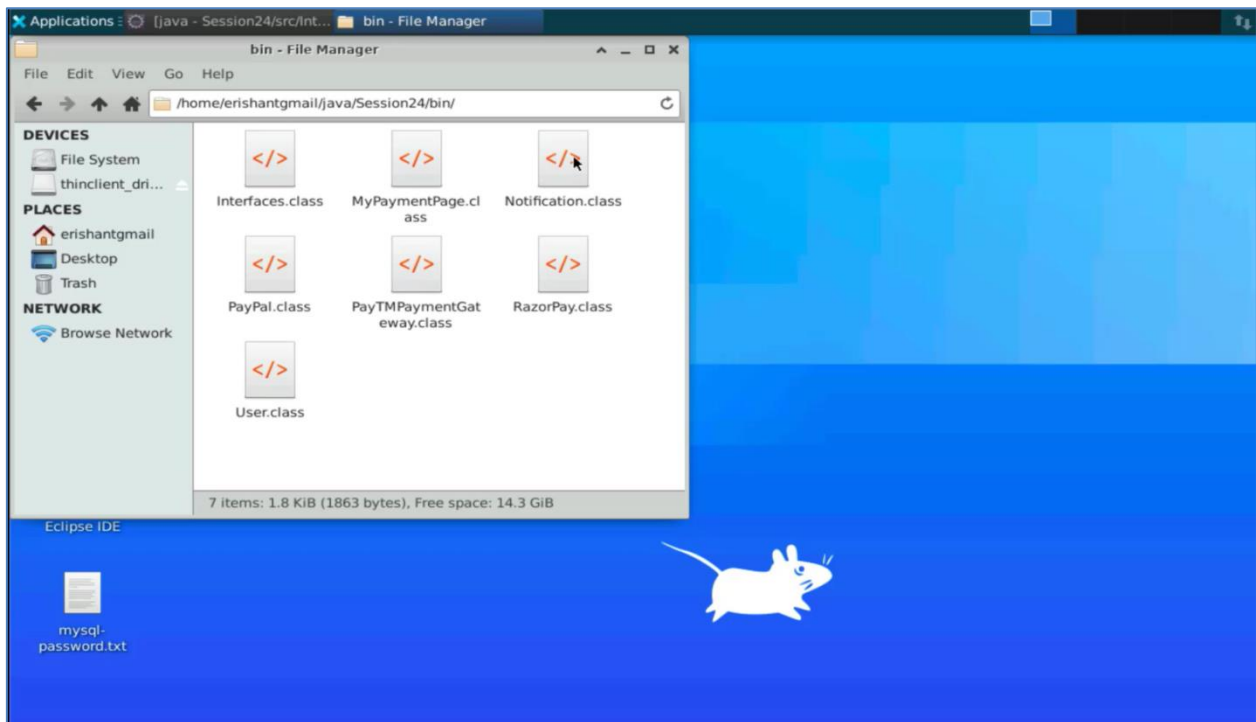 Applications : [java - Session24/src/Int... bin - File Manager
bin - File Manager
File Edit View Go Help
/home/erishantgmail/java/Session24/bin/
DEVICES
File System
thinclient_dri...
PLACES
erishantgmail
Desktop
Trash
NETWORK
Browse Network
</> </> </>
Interfaces.class MyPaymentPage.cl
ass Notification.class
</> </> </>
PayPal.class PayTMPaymentGat
eway.class RazorPay.class
</>
User.class
7 items: 1.8 KiB (1863 bytes), Free space: 14.3 GiB
Eclipse IDE
mysql-
password.txt